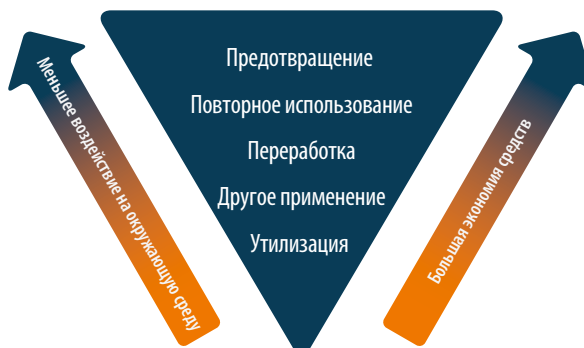 Предотвращение
Повторное использование
Переработка
Другое применение
Утилизация
Меньшее воздействие на окружающую среду
Большая экономия средств